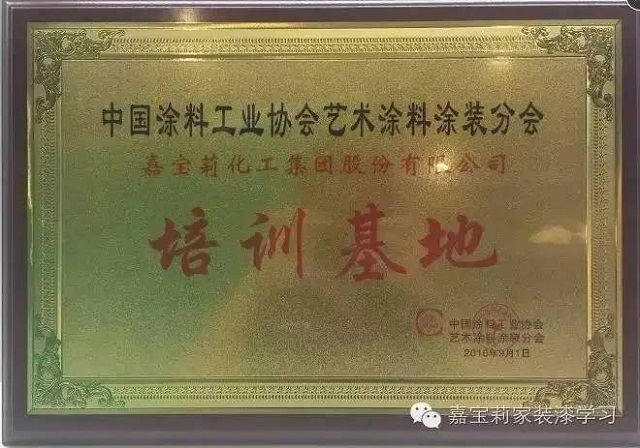 中国涂料工业协会艺术涂料涂装分会
嘉宝莉化工集团股份有限公司
培训基地
中国涂料工业协会
艺术涂料涂装分会
2016年9月1日
嘉宝莉家装漆学习